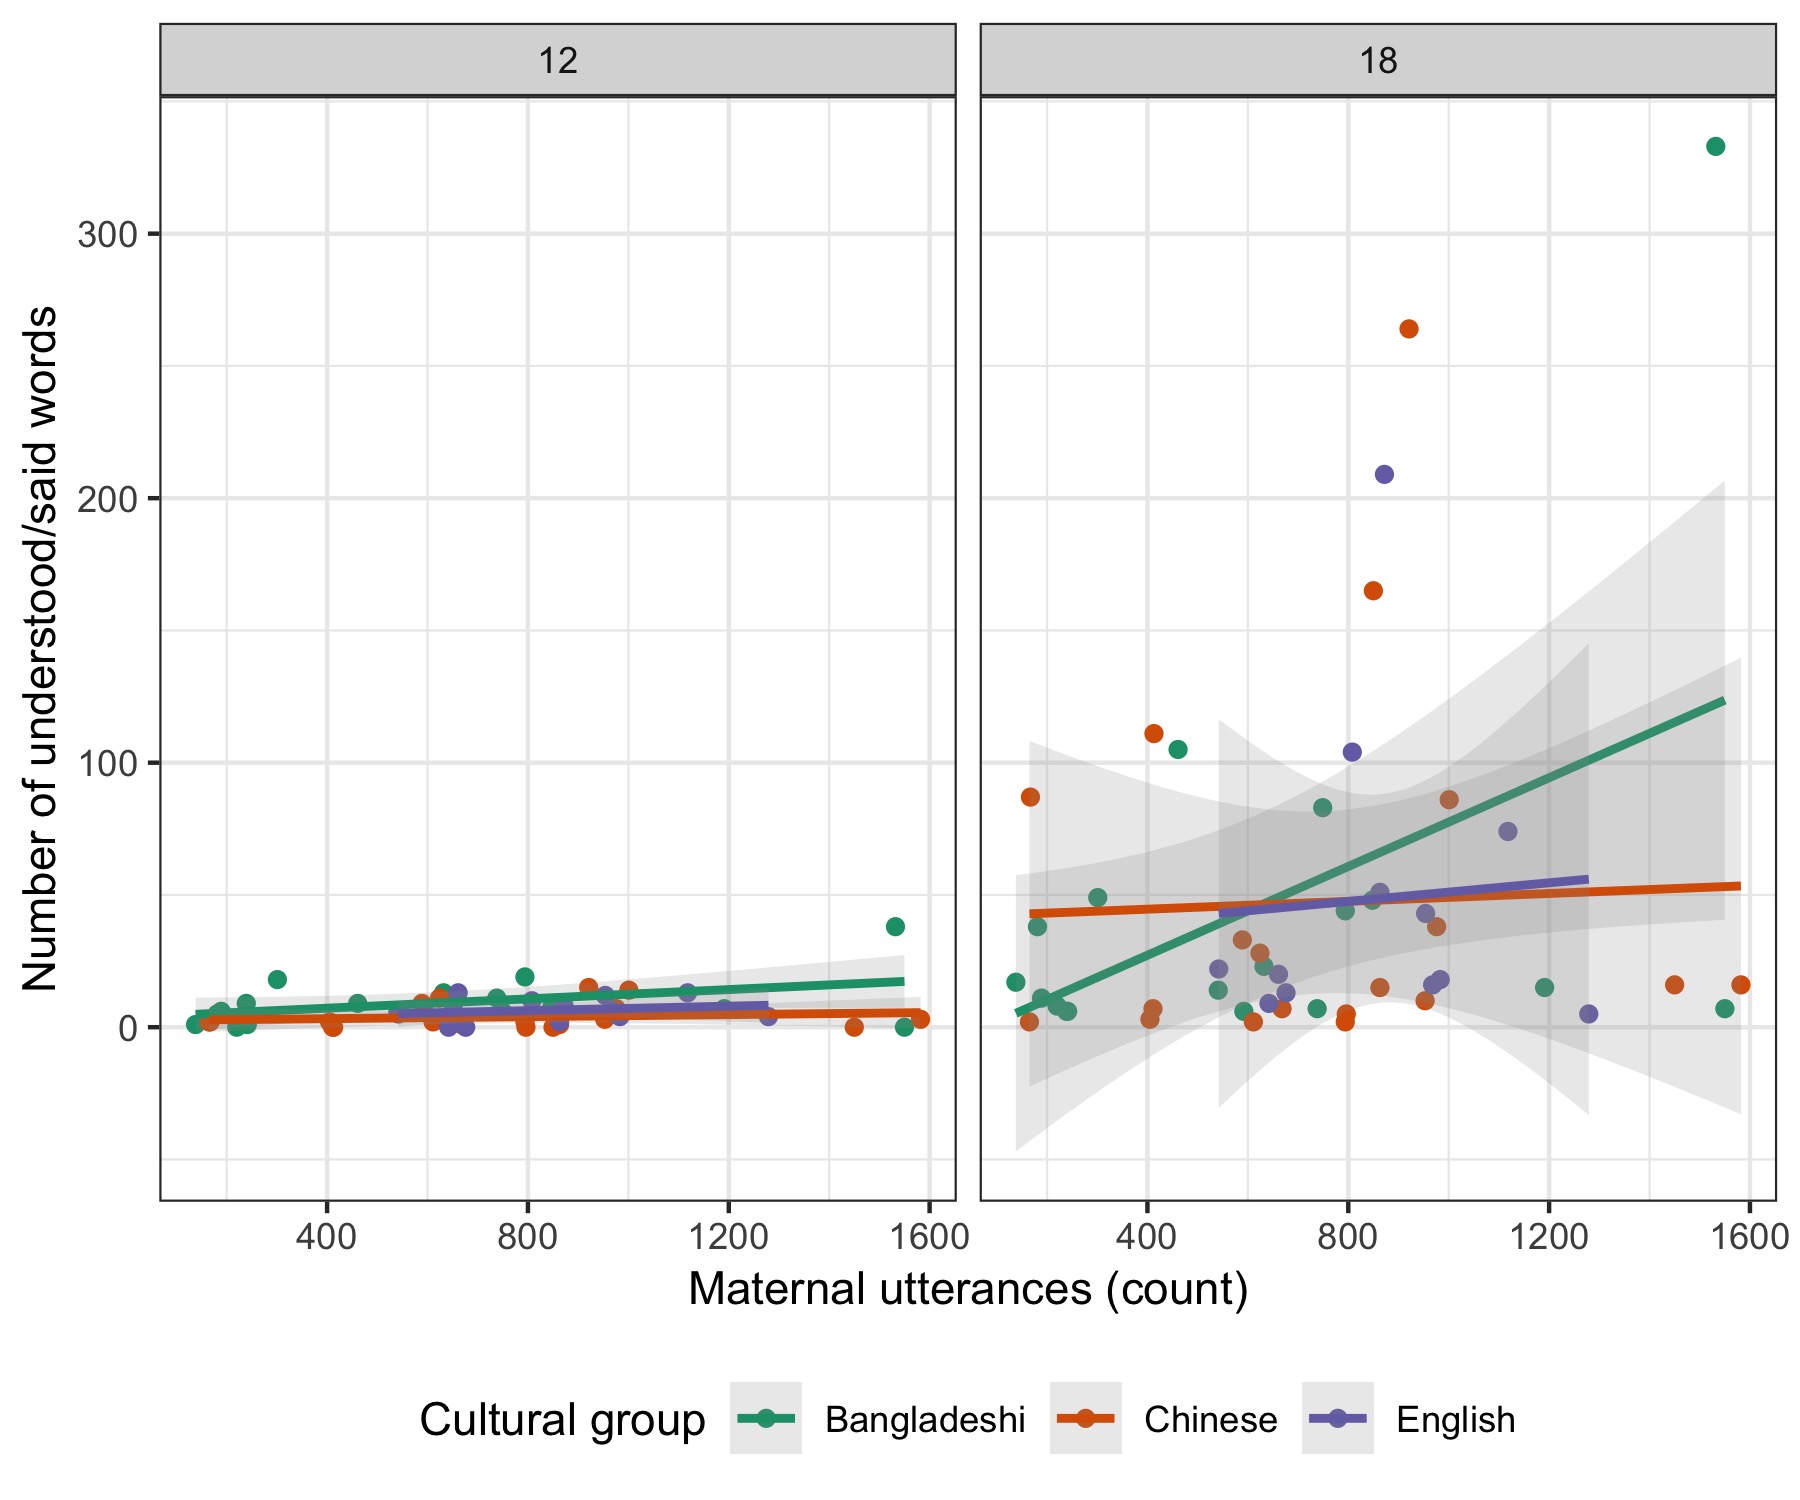 12 18
Number of understood/said words
300
200
100
0
400 800 1200 1600 400 800 1200 1600
Maternal utterances (count)
Cultural group Bangladeshi Chinese English